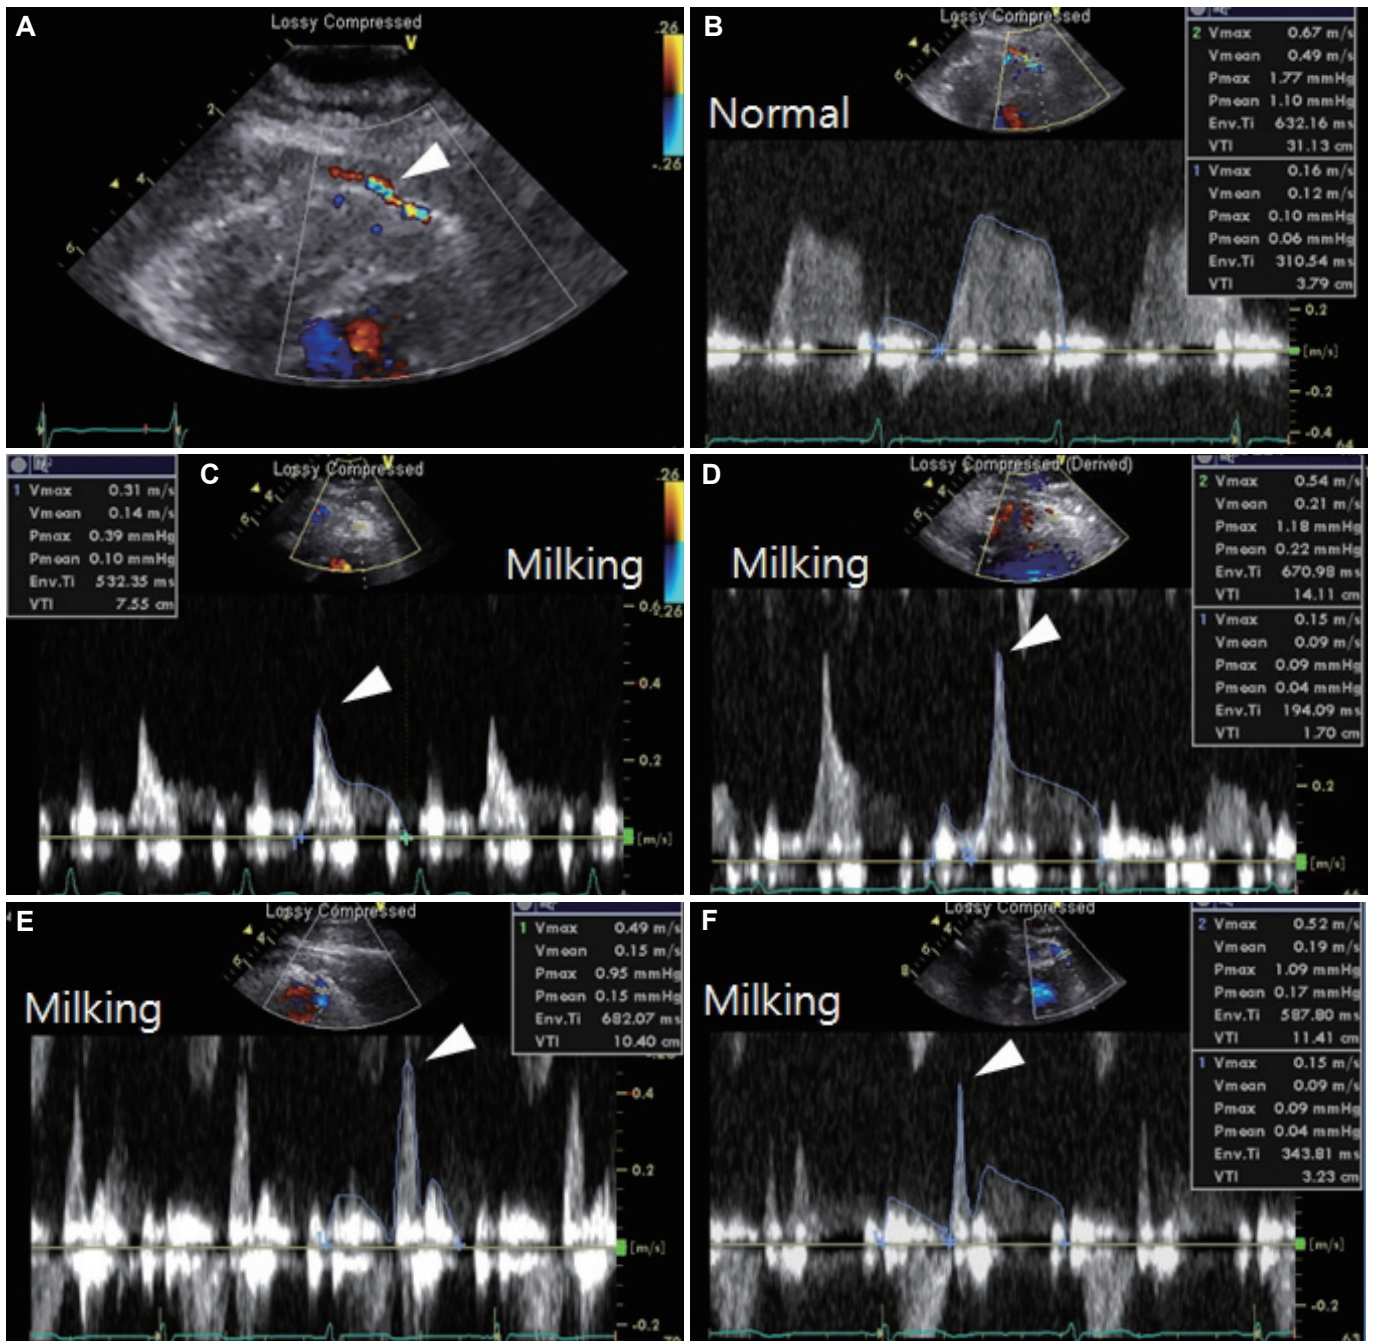 A
Lossy Compressed
V
.26
-.26
2
4
6
B
Lossy Compressed
V
4
6
Normal
2 Vmax 0.67 m/s
Vmean 0.49 m/s
Pmax 1.77 mmHg
Pmean 1.10 mmHg
Env.Ti 632.16 ms
VTI 31.13 cm
1 Vmax 0.16 m/s
Vmean 0.12 m/s
Pmax 0.10 mmHg
Pmean 0.06 mmHg
Env.Ti 310.54 ms
VTI 3.79 cm
0.2
[m/s]
-0.2
-0.4
64
C
Lossy Compressed
V
.26
-.26
1 Vmax 0.31 m/s
Vmean 0.14 m/s
Pmax 0.39 mmHg
Pmean 0.10 mmHg
Env.Ti 532.35 ms
VTI 7.55 cm
Milking
0.4
0.2
[m/s]
D
Lossy Compressed (Derived)
V
Milking
2 Vmax 0.54 m/s
Vmean 0.21 m/s
Pmax 1.18 mmHg
Pmean 0.22 mmHg
Env.Ti 670.98 ms
VTI 14.11 cm
1 Vmax 0.15 m/s
Vmean 0.09 m/s
Pmax 0.09 mmHg
Pmean 0.04 mmHg
Env.Ti 194.09 ms
VTI 1.70 cm
0.2
[m/s]
E
Lossy Compressed
V
Milking
1 Vmax 0.49 m/s
Vmean 0.15 m/s
Pmax 0.95 mmHg
Pmean 0.15 mmHg
Env.Ti 682.07 ms
VTI 10.40 cm
0.4
0.2
[m/s]
-0.2
F
Lossy Compressed
V
8
Milking
2 Vmax 0.52 m/s
Vmean 0.19 m/s
Pmax 1.09 mmHg
Pmean 0.17 mmHg
Env.Ti 587.80 ms
VTI 11.41 cm
1 Vmax 0.15 m/s
Vmean 0.09 m/s
Pmax 0.09 mmHg
Pmean 0.04 mmHg
Env.Ti 343.81 ms
VTI 3.23 cm
[m/s]
-0.2